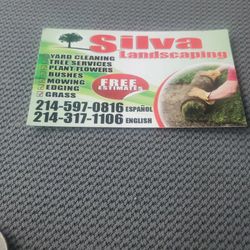 Silva
Landscaping
YARD CLEANING
TREE SERVICES
PLANT FLOWERS
BUSHES
MOWING
EDGING
GRASS
FREE
ESTIMATES
214-597-0816 ESPAÑOL
214-317-1106 ENGLISH